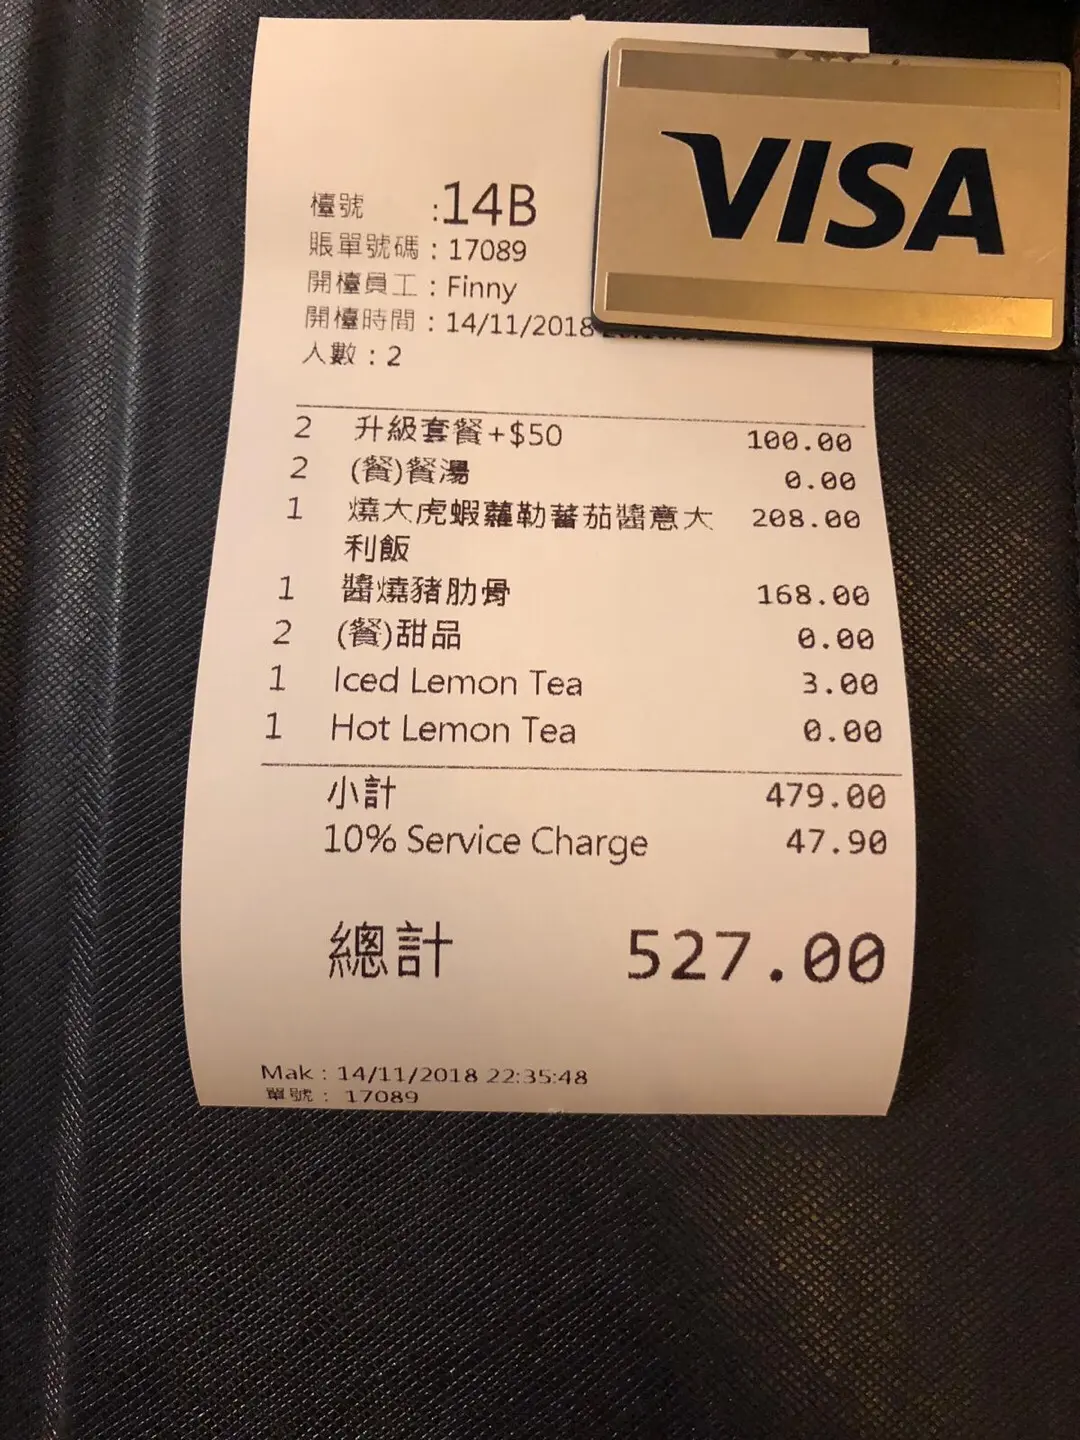 VISA
檯號 :14B
賬單號碼 : 17089
開檯員工 : Finny
開檯時間 : 14/11/2018
人數 : 2
2 升級套餐+$50 100.00
2 (餐)餐湯 0.00
1 燒大虎蝦蘿勒蕃茄醬意大 208.00
利飯
1 醬燒豬肋骨 168.00
2 (餐)甜品 0.00
1 Iced Lemon Tea 3.00
1 Hot Lemon Tea 0.00
小計 479.00
10% Service Charge 47.90
總計 527.00
Mak : 14/11/2018 22:35:48
單號 : 17089